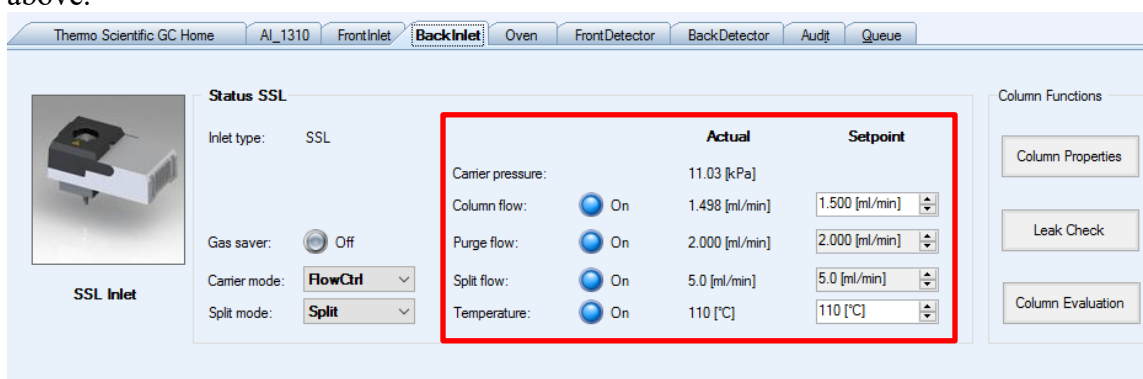 above.
Thermo Scientific GC Home AI_1310 FrontInlet BackInlet Oven FrontDetector BackDetector Audit Queue
Status SSL
Column Functions
Inlet type: SSL
Actual Setpoint
Column Properties
Carrier pressure: 11.03 [kPa]
Column flow: On 1.498 [ml/min] 1.500 [ml/min]
Leak Check
Gas saver: Off
Purge flow: On 2.000 [ml/min] 2.000 [ml/min]
SSL Inlet
Carrier mode: FlowCtrl
Split flow: On 5.0 [ml/min] 5.0 [ml/min]
Column Evaluation
Split mode: Split
Temperature: On 110 [°C] 110 [°C]